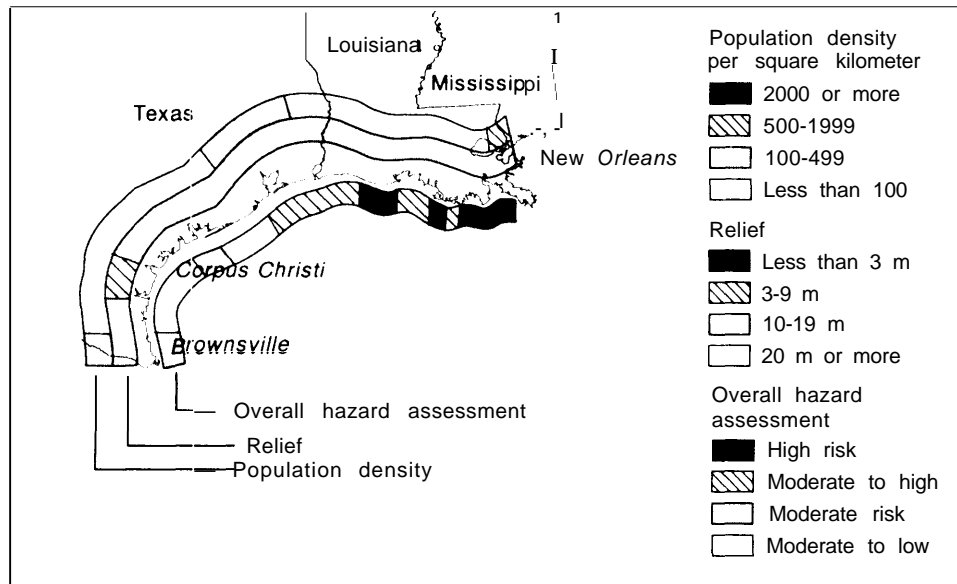 Louisiana
Mississippi
Texas
New Orleans
Corpus Christi
Brownsville
Overall hazard assessment
Relief
Population density
Population density
per square kilometer
2000 or more
500-1999
100-499
Less than 100
Relief
Less than 3 m
3-9 m
10-19 m
20 m or more
Overall hazard
assessment
High risk
Moderate to high
Moderate risk
Moderate to low